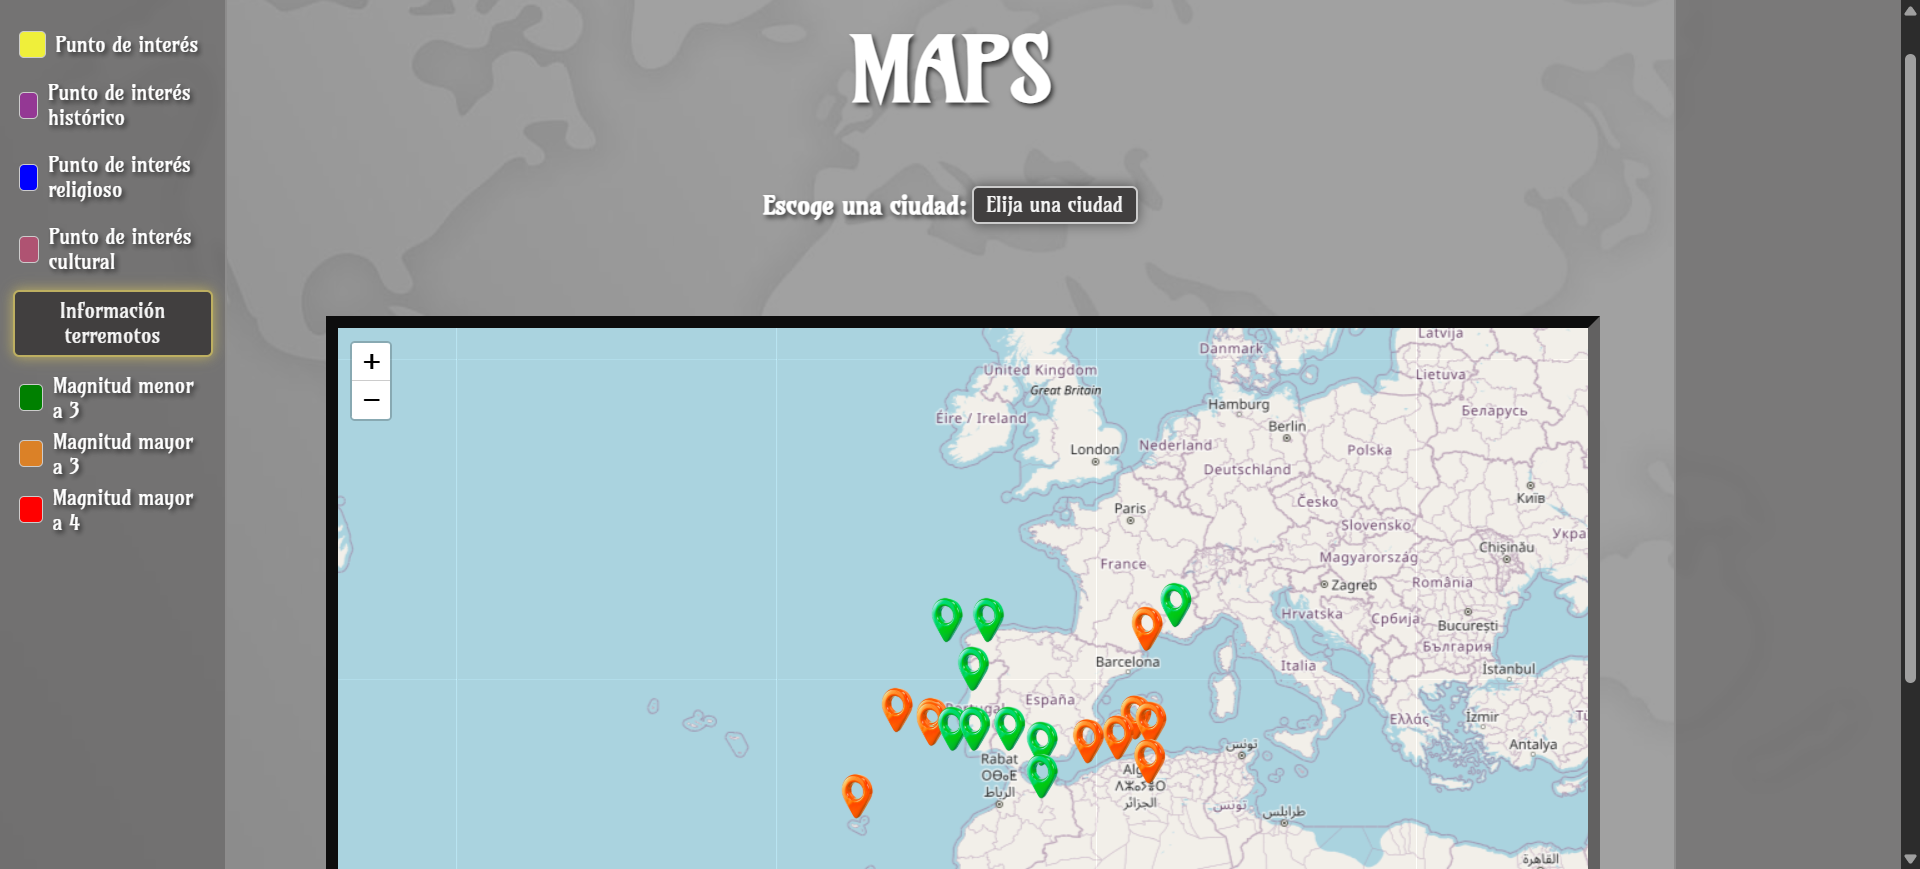 Punto de interés
Punto de interés
histórico
Punto de interés
religioso
Punto de interés
cultural
Información
terremotos
Magnitud menor
a 3
Magnitud mayor
a 3
Magnitud mayor
a 4
MAPS
Escoge una ciudad: Elija una ciudad
+
−
Latvija
Danmark
United Kingdom
Lietuva
Great Britain
Hamburg
Беларусь
Éire / Ireland
Berlin
London
Nederland
Polska
Deutschland
Київ
Česko
Paris
Slovensko
Укра
Chișinău
France
Magyarország
Zagreb
România
Hrvatska
Србија
București
България
Barcelona
Italia
İstanbul
España
Portugal
Ελλάς
İzmir
Antalya
تونس
Rabat
ⵔⴱⴰⵟ
الرباط
الجزائر
تونس
طرابلس
القاهرة